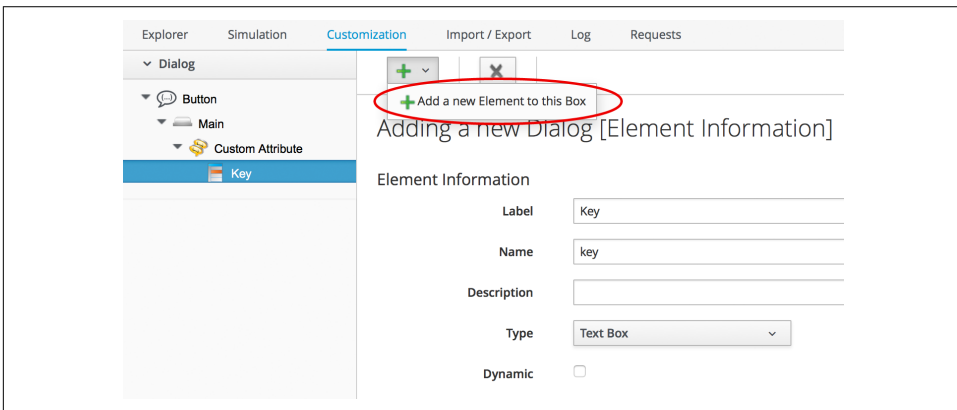 Explorer Simulation Customization Import / Export Log Requests
Dialog
Button
Main
Custom Attribute
Key
Add a new Element to this Box
Adding a new Dialog [Element Information]
Element Information
Label Key
Name key
Description
Type Text Box
Dynamic